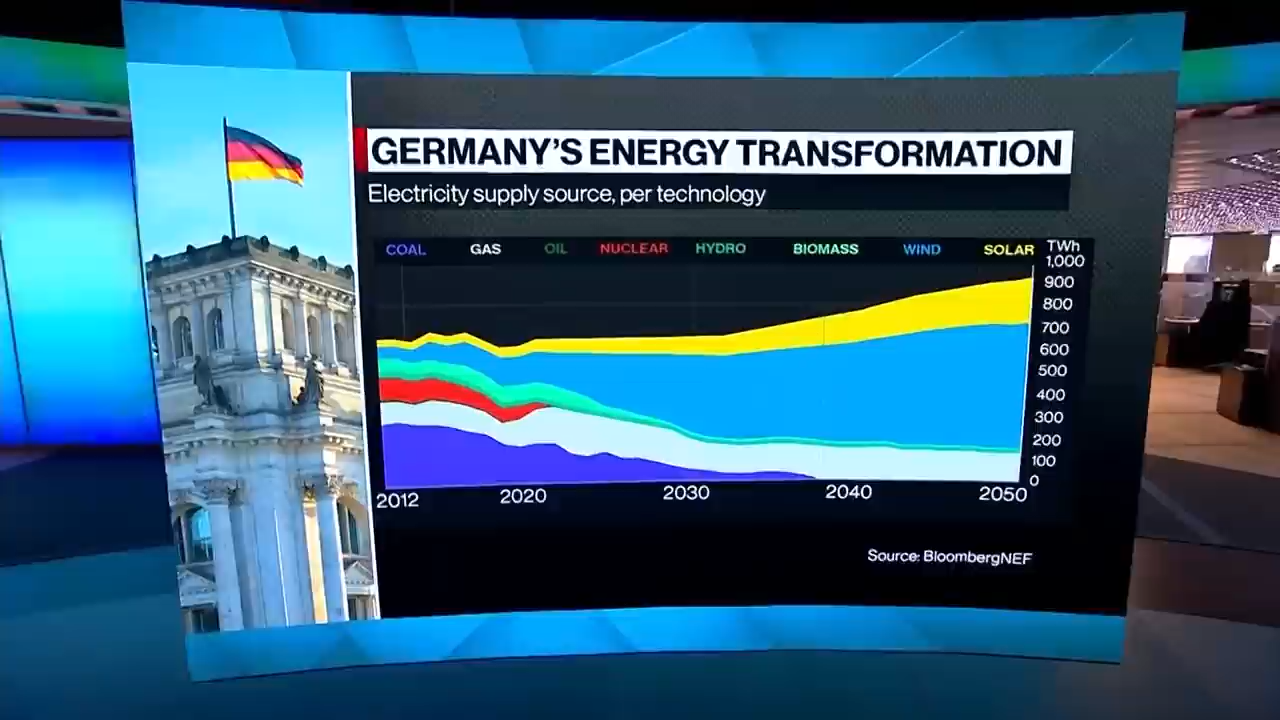 GERMANY'S ENERGY TRANSFORMATION
Electricity supply source, per technology
COAL GAS OIL NUCLEAR HYDRO BIOMASS WIND SOLAR
TWh
1,000
900
800
700
600
500
400
300
200
100
0
2012 2020 2030 2040 2050
Source: BloombergNEF